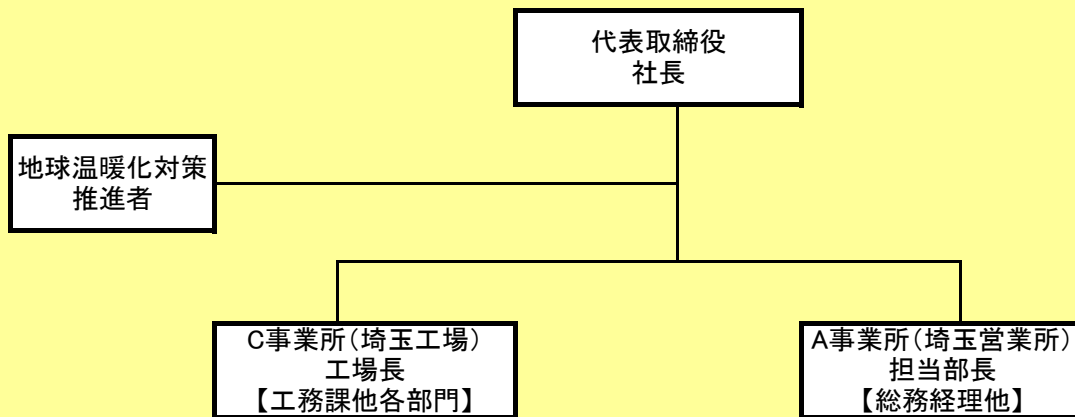 代表取締役
社長
地球温暖化対策
推進者
C事業所(埼玉工場)
工場長
【工務課他各部門】
A事業所(埼玉営業所)
担当部長
【総務経理他】